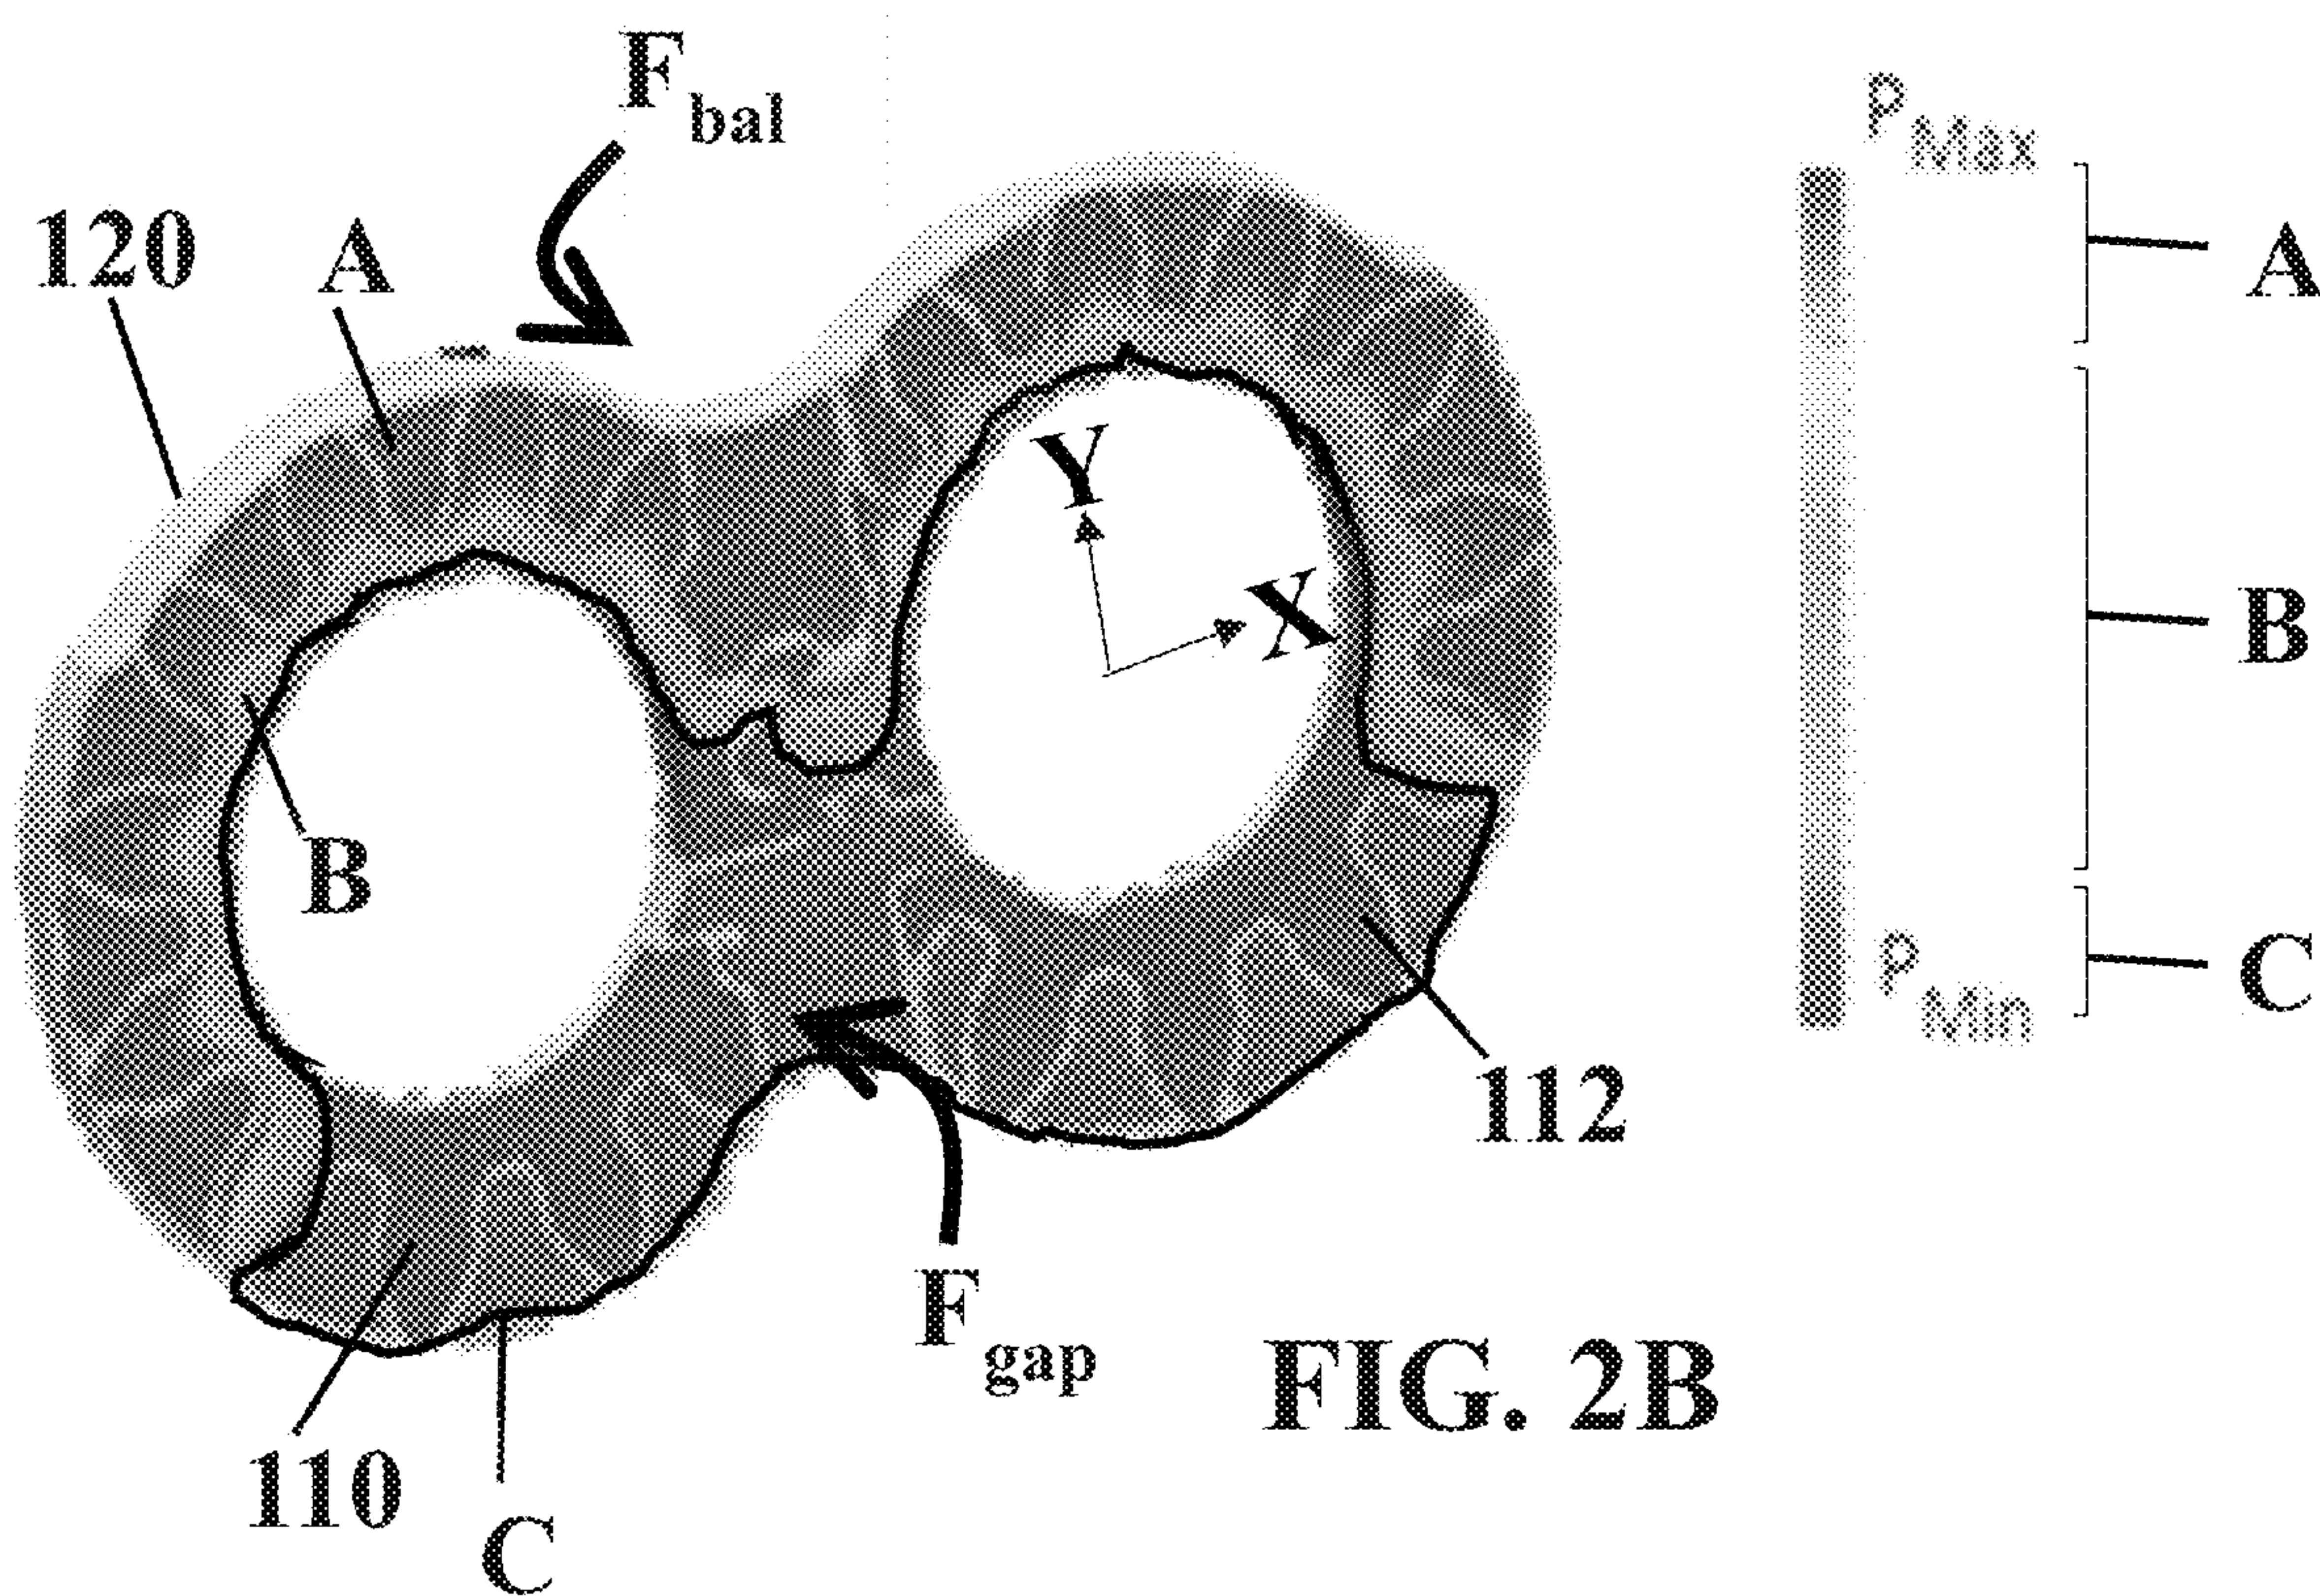 F bal
P Max
120
A
A
Y
X
B
B
P Min
C
112
F gap
FIG. 2B
110
C